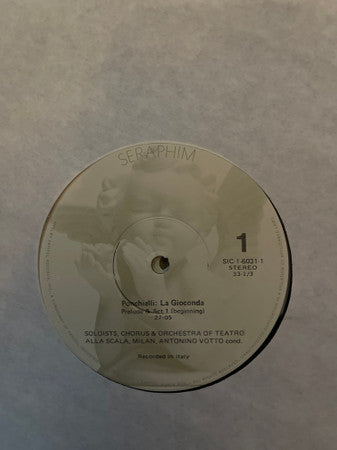 SERAPHIM
1
SIC-1-6031-1
STEREO
33-1/3
Ponchielli: La Gioconda
Prelude & Act 1 (beginning)
27:05
SOLOISTS, CHORUS & ORCHESTRA OF TEATRO
ALLA SCALA, MILAN, ANTONINO VOTTO cond.
Recorded in Italy